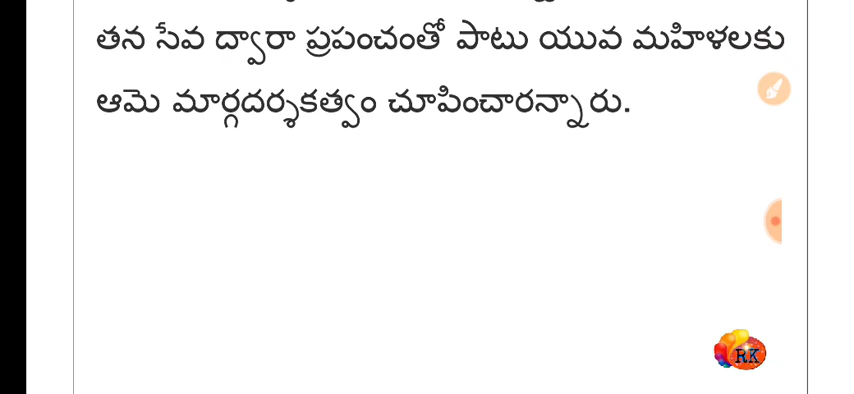 తన సేవ ద్వారా ప్రపంచంతో పాటు యువ మహిళలకు
ఆమె మార్గదర్శకత్వం చూపించారన్నారు.
RK